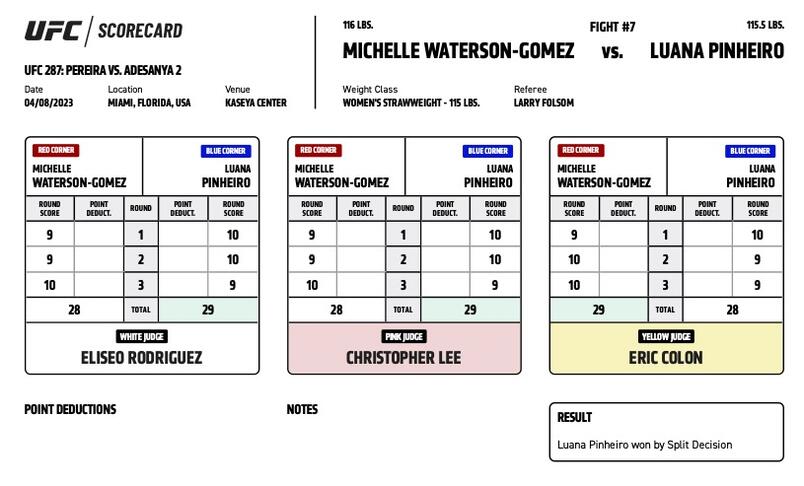 UFC SCORECARD
UFC 287: PEREIRA VS. ADESANYA 2
Date Location Venue
04/08/2023 MIAMI, FLORIDA, USA KASEYA CENTER
116 LBS. FIGHT #7 115.5 LBS.
MICHELLE WATERSON-GOMEZ VS. LUANA PINHEIRO
Weight Class Referee
WOMEN'S STRAWWEIGHT - 115 LBS. LARRY FOLSOM
RED CORNER BLUE CORNER
MICHELLE LUANA
WATERSON-GOMEZ PINHEIRO
ROUND SCORE POINT DEDUCT. ROUND POINT DEDUCT. ROUND SCORE
9 1 10
9 2 10
10 3 9
28 TOTAL 29
WHITE JUDGE
ELISEO RODRIGUEZ
RED CORNER BLUE CORNER
MICHELLE LUANA
WATERSON-GOMEZ PINHEIRO
ROUND SCORE POINT DEDUCT. ROUND POINT DEDUCT. ROUND SCORE
9 1 10
9 2 10
10 3 9
28 TOTAL 29
PINK JUDGE
CHRISTOPHER LEE
RED CORNER BLUE CORNER
MICHELLE LUANA
WATERSON-GOMEZ PINHEIRO
ROUND SCORE POINT DEDUCT. ROUND POINT DEDUCT. ROUND SCORE
9 1 10
10 2 9
10 3 9
29 TOTAL 28
YELLOW JUDGE
ERIC COLON
POINT DEDUCTIONS
NOTES
RESULT
Luana Pinheiro won by Split Decision